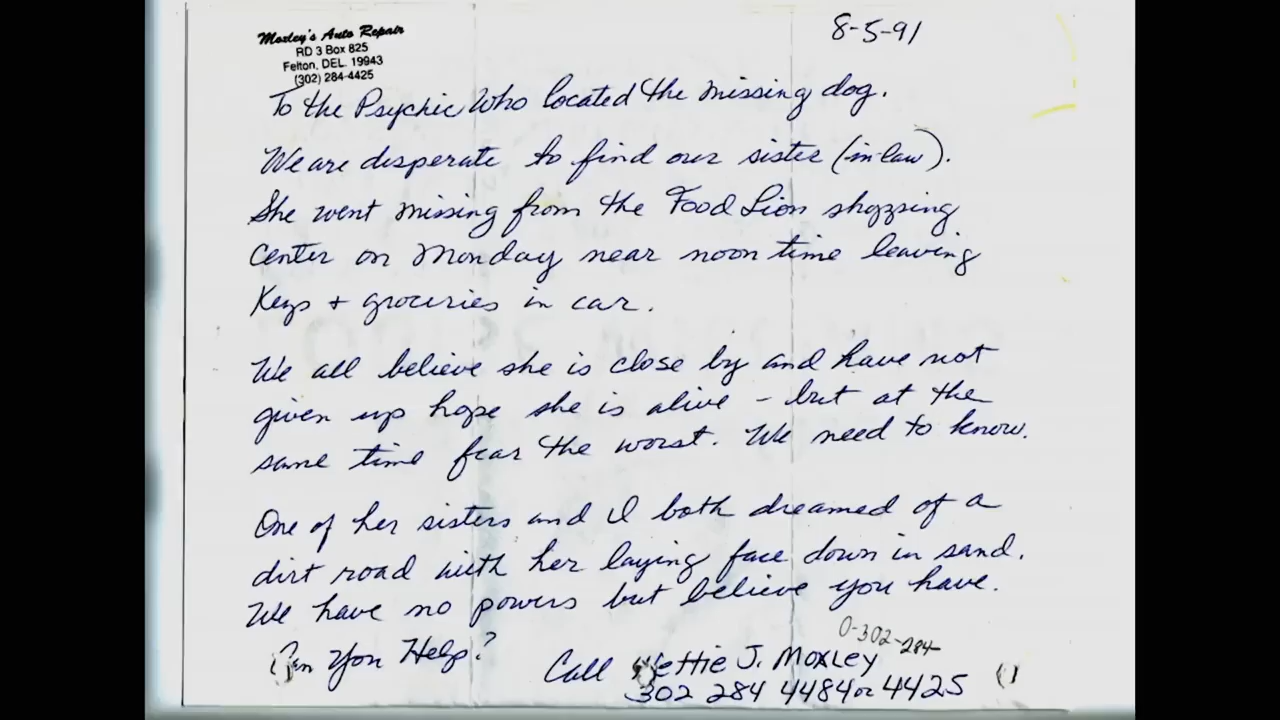 Moxley's Auto Repair
RD 3 Box 825
Felton, DEL. 19943
(302) 284-4425
8-5-91
To the Psychic Who located the missing dog.
We are desperate to find our sister (in-law).
She went missing from the Food Lion shopping
Center on Monday near noon time leaving
Keys + groceries in car.
We all believe she is close by and have not
given up hope she is alive - but at the
same time fear the worst. We need to know.
One of her sisters and I both dreamed of a
dirt road with her laying face down in sand.
We have no powers but believe you have.
Can You Help?
0-302-284
Call Nettie J. Moxley
302 284 4484 or 4425